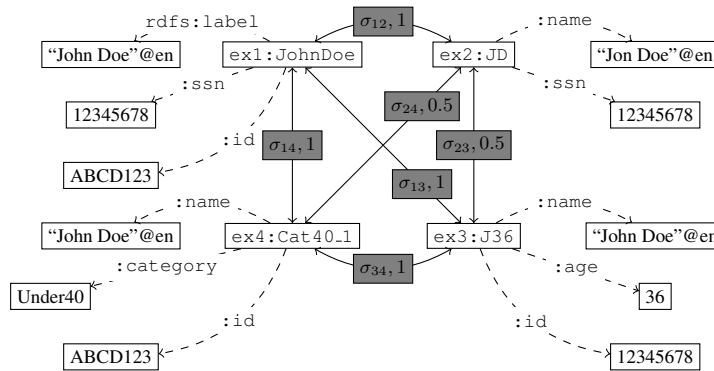 rdfs:label
σ12, 1
:name
"John Doe"@en
ex1:JohnDoe
ex2:JD
"Jon Doe"@en
:ssn
:ssn
12345678
σ24, 0.5
12345678
:id
σ14, 1
σ23, 0.5
ABCD123
σ13, 1
:name
:name
"John Doe"@en
ex4:Cat40_1
ex3:J36
"John Doe"@en
:category
σ34, 1
:age
Under40
36
:id
:id
ABCD123
12345678